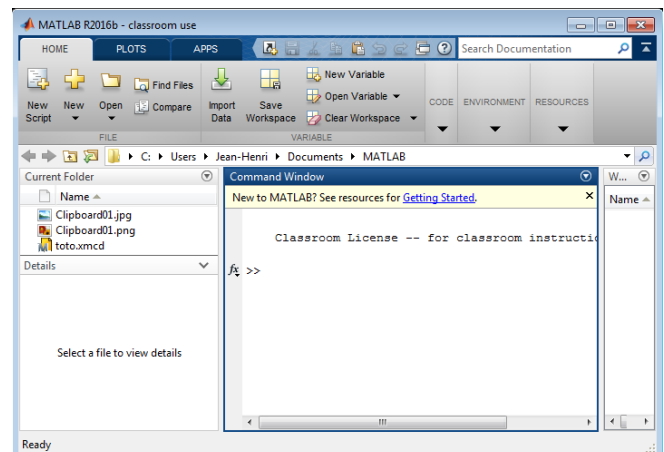 MATLAB R2016b - classroom use
HOME PLOTS APPS Search Documentation
New Script
New
Open
Find Files
Compare
Import Data
Save Workspace
New Variable
Open Variable
Clear Workspace
CODE ENVIRONMENT RESOURCES
FILE VARIABLE
C: Users Jean-Henri Documents MATLAB
Current Folder
Name
Clipboard01.jpg
Clipboard01.png
toto.xmcd
Details
Select a file to view details
Command Window
New to MATLAB? See resources for Getting Started.
Classroom License -- for classroom instructi
fx >>
W...
Name
Ready